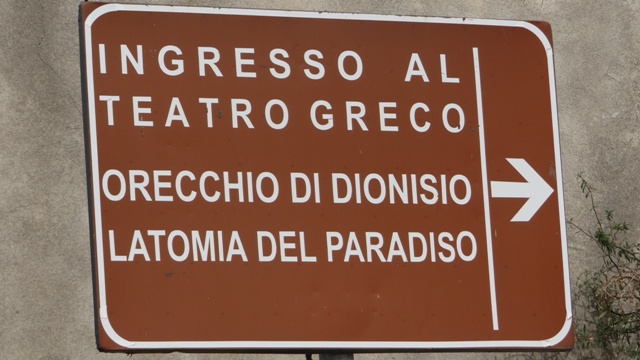 INGRESSO AL
TEATRO GRECO
ORECCHIO DI DIONISIO
LATOMIA DEL PARADISO